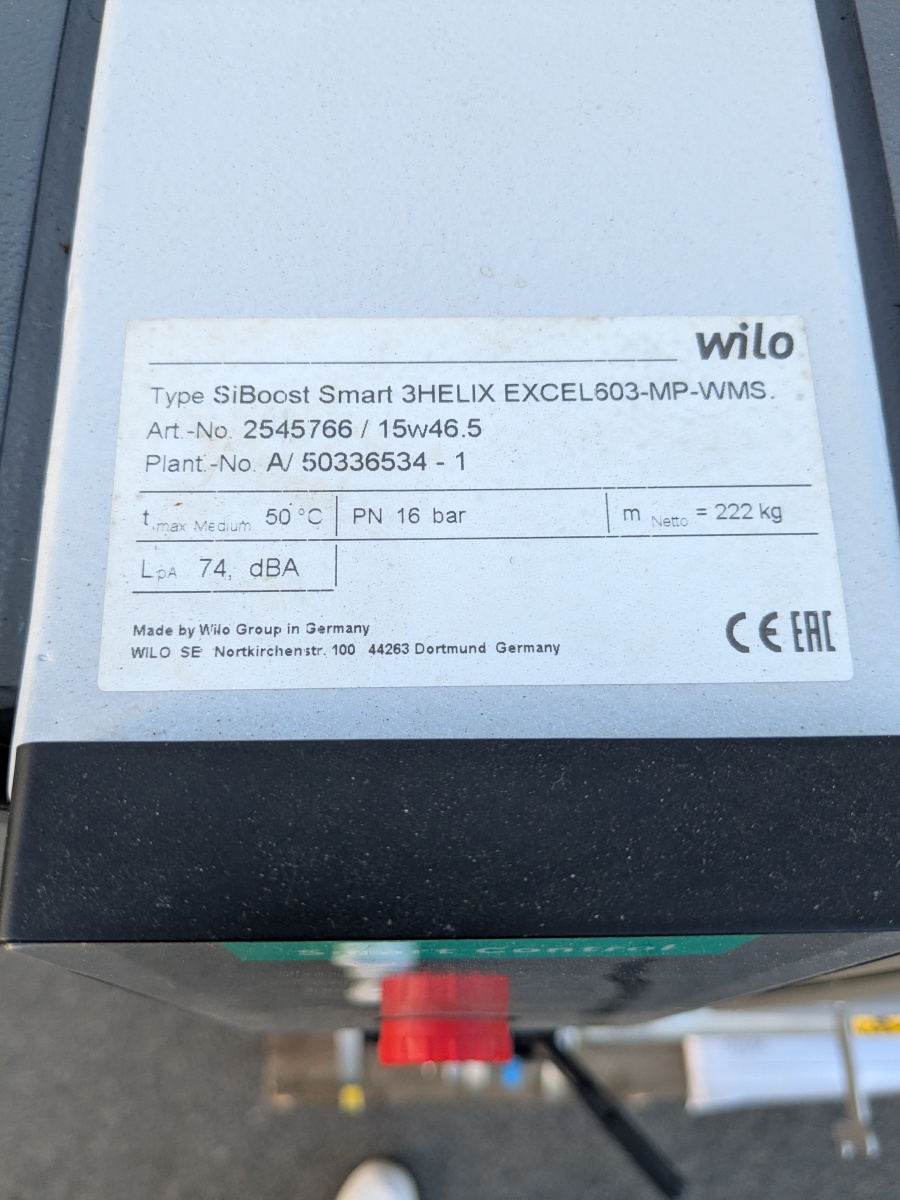 wilo
Type SiBoost Smart 3HELIX EXCEL603-MP-WMS.
Art.-No. 2545766 / 15w46.5
Plant.-No. A/ 50336534 - 1
t max Medium 50 °C PN 16 bar m Netto = 222 kg
LpA 74, dBA
Made by Wilo Group in Germany
WILO SE Nortkirchenstr. 100 44263 Dortmund Germany
CE EAC
Control